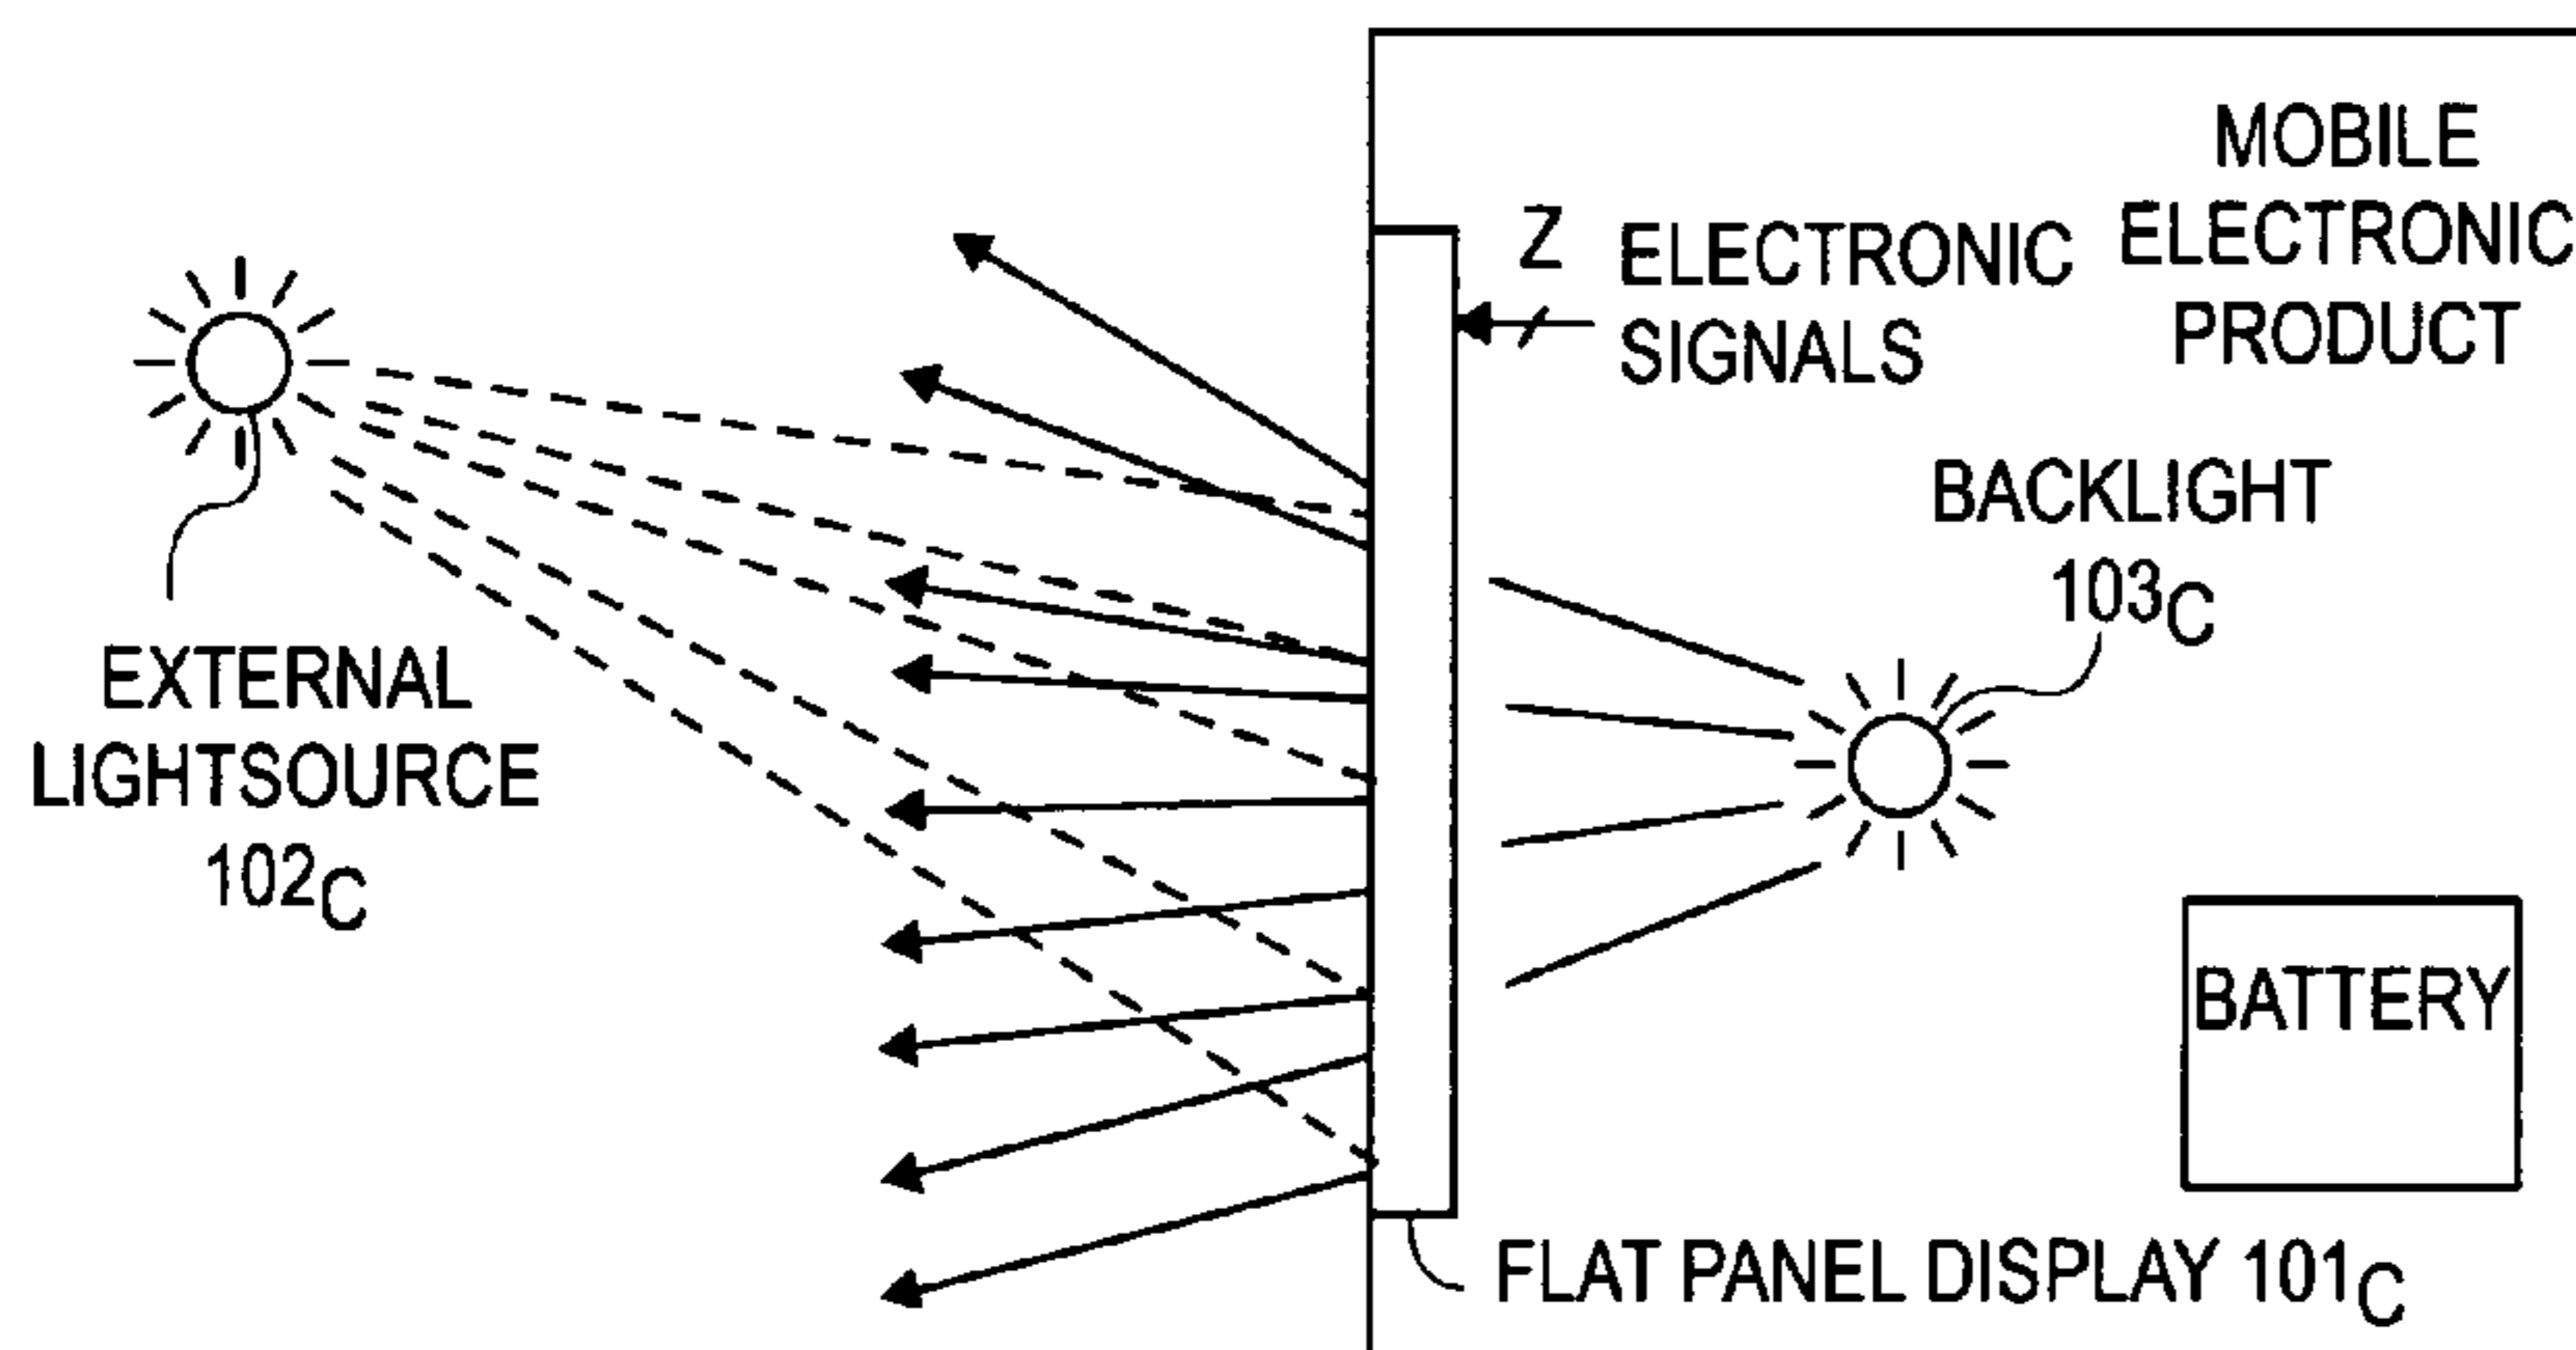 MOBILE
ELECTRONIC
PRODUCT
Z
ELECTRONIC
SIGNALS
BACKLIGHT
103C
EXTERNAL
LIGHTSOURCE
102C
BATTERY
FLAT PANEL DISPLAY 101C